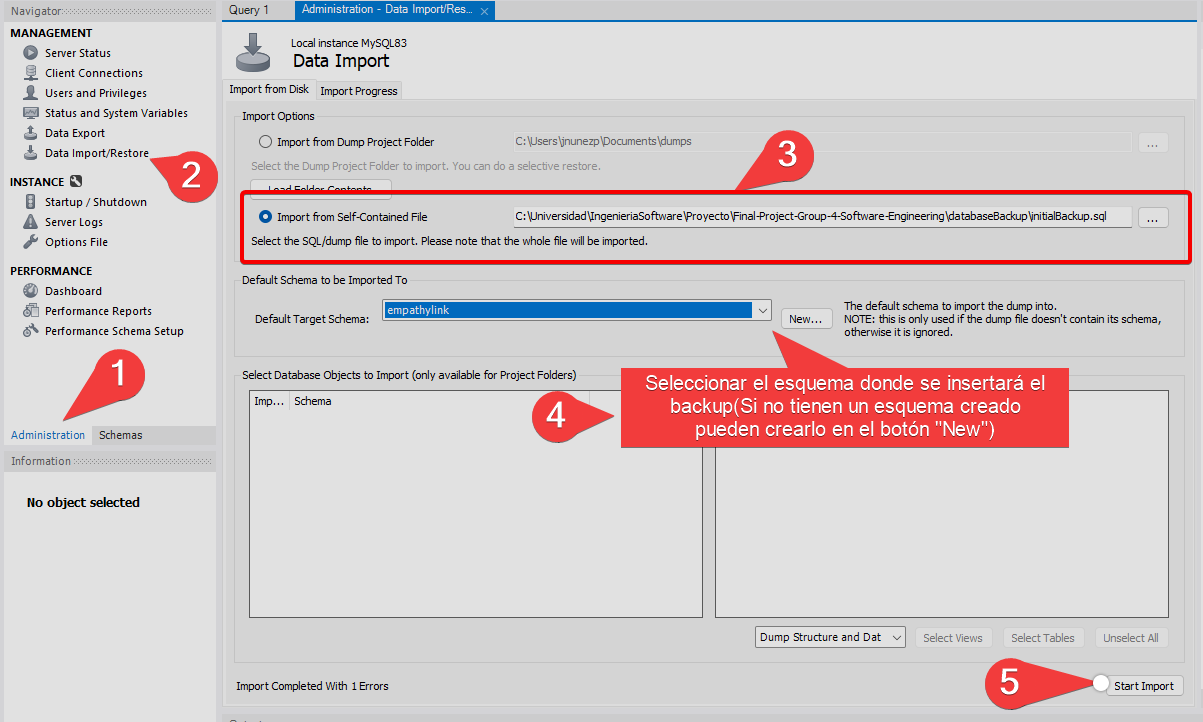 Navigator
MANAGEMENT
Server Status
Client Connections
Users and Privileges
Status and System Variables
Data Export
Data Import/Restore
2
INSTANCE
Startup / Shutdown
Server Logs
Options File
PERFORMANCE
Dashboard
Performance Reports
Performance Schema Setup
1
Administration Schemas
Information
No object selected
Query 1 Administration - Data Import/Res...
Local instance MySQL83
Data Import
Import from Disk Import Progress
Import Options
Import from Dump Project Folder C:\Users\jnunezp\Documents\dumps ...
Select the Dump Project Folder to import. You can do a selective restore.
3
Load Folder Contents
Import from Self-Contained File C:\Universidad\IngenieriaSoftware\Proyecto\Final-Project-Group-4-Software-Engineering\databaseBackup\initialBackup.sql ...
Select the SQL/dump file to import. Please note that the whole file will be imported.
Default Schema to be Imported To
Default Target Schema: empathylink New...
The default schema to import the dump into.
NOTE: this is only used if the dump file doesn't contain its schema,
otherwise it is ignored.
Select Database Objects to Import (only available for Project Folders)
Imp... Schema
4
Seleccionar el esquema donde se insertará el
backup(Si no tienen un esquema creado
pueden crearlo en el botón "New")
Dump Structure and Dat Select Views Select Tables Unselect All
Import Completed With 1 Errors
5
Start Import